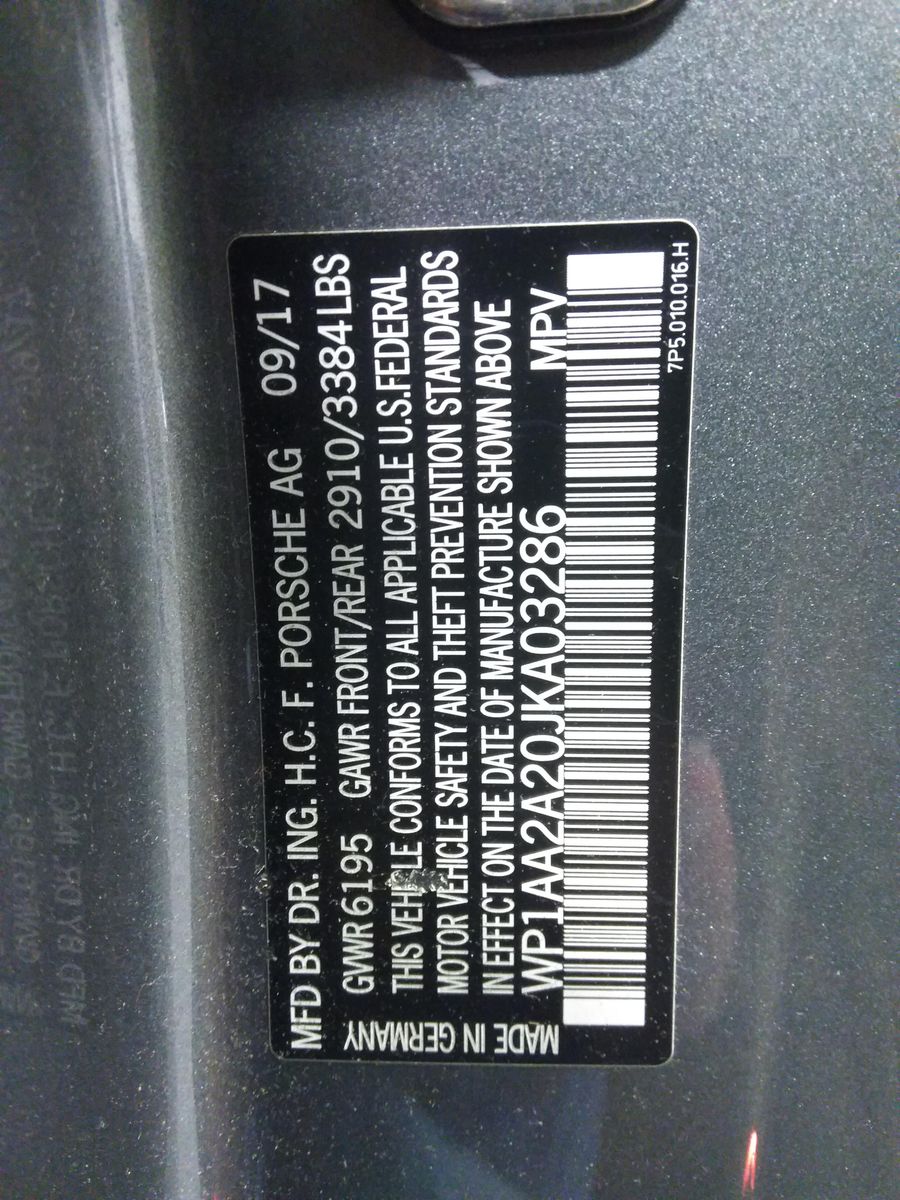 MFD BY DR. ING. H.C. F. PORSCHE AG 09/17
GVWR 6195 GAWR FRONT/REAR 2910/3384LBS
THIS VEHICLE CONFORMS TO ALL APPLICABLE U.S.FEDERAL
MOTOR VEHICLE SAFETY AND THEFT PREVENTION STANDARDS
IN EFFECT ON THE DATE OF MANUFACTURE SHOWN ABOVE
WP1AA2A20JKA03286 MPV
MADE IN GERMANY
7P5.010.016.H